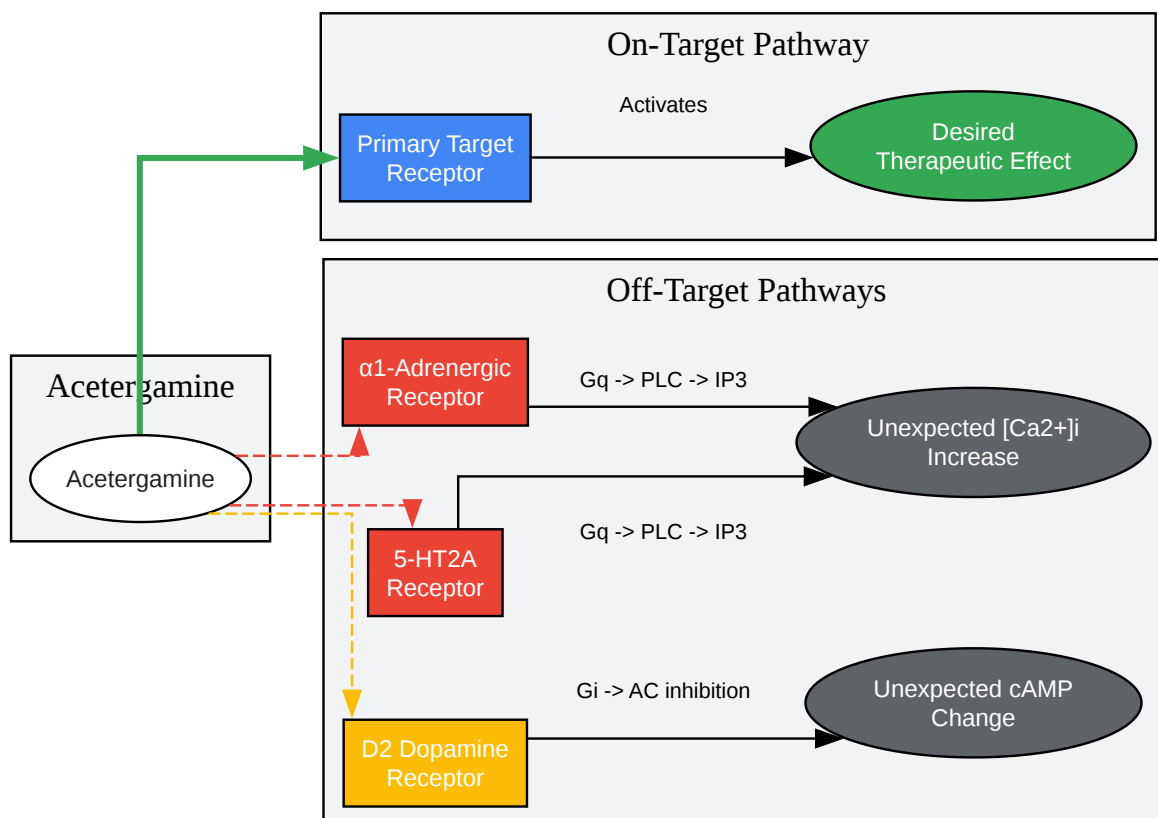 On-Target Pathway
Activates
Primary Target
Receptor
Desired
Therapeutic Effect
Off-Target Pathways
Acetergamine
Acetergamine
α1-Adrenergic
Receptor
Gq -> PLC -> IP3
Unexpected [Ca2+]i
Increase
Gq -> PLC -> IP3
5-HT2A
Receptor
Gi -> AC inhibition
Unexpected cAMP
Change
D2 Dopamine
Receptor